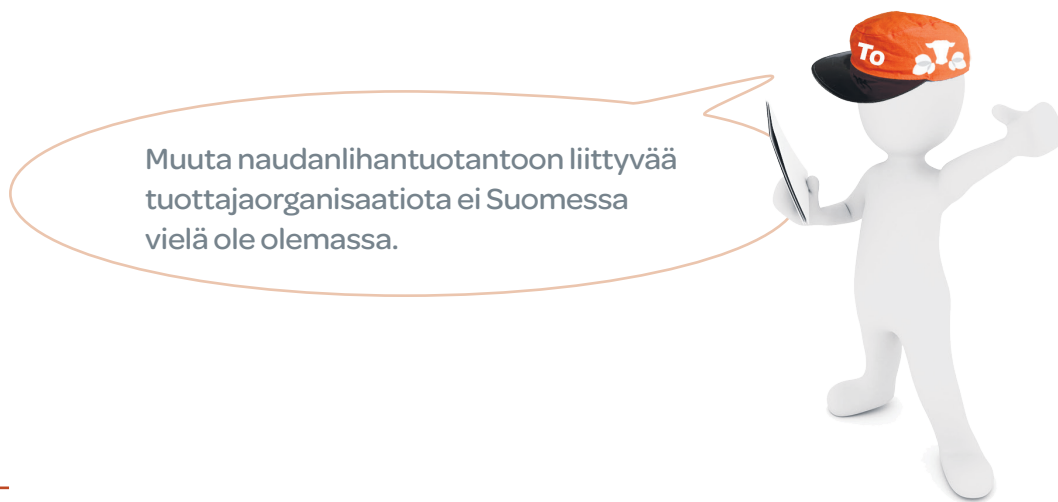 Muuta naudanlihantuotantoon liittyvää
tuottajaorganisaatiota ei Suomessa
vielä ole olemassa.
To